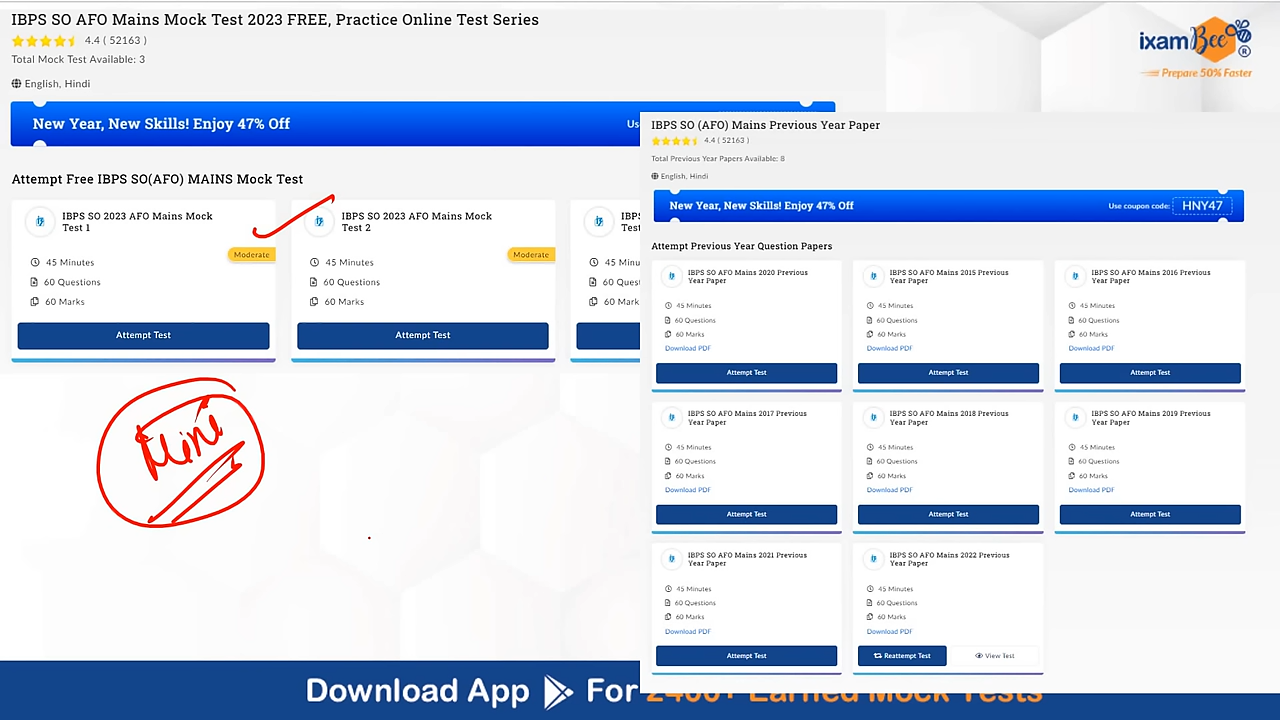 IBPS SO AFO Mains Mock Test 2023 FREE, Practice Online Test Series
4.4 ( 52163 )
Total Mock Test Available: 3
English, Hindi
New Year, New Skills! Enjoy 47% Off
Attempt Free IBPS SO(AFO) MAINS Mock Test
IBPS SO 2023 AFO Mains Mock
Test 1
Moderate
45 Minutes
60 Questions
60 Marks
Attempt Test
IBPS SO 2023 AFO Mains Mock
Test 2
Moderate
45 Minutes
60 Questions
60 Marks
Attempt Test
ixamBee
Prepare 50% Faster
IBPS SO (AFO) Mains Previous Year Paper
4.4 ( 52163 )
Total Previous Year Papers Available: 8
English, Hindi
New Year, New Skills! Enjoy 47% Off
Use coupon code: HNY47
Attempt Previous Year Question Papers
IBPS SO AFO Mains 2020 Previous
Year Paper
45 Minutes
60 Questions
60 Marks
Download PDF
Attempt Test
IBPS SO AFO Mains 2015 Previous
Year Paper
45 Minutes
60 Questions
60 Marks
Download PDF
Attempt Test
IBPS SO AFO Mains 2016 Previous
Year Paper
45 Minutes
60 Questions
60 Marks
Download PDF
Attempt Test
IBPS SO AFO Mains 2017 Previous
Year Paper
45 Minutes
60 Questions
60 Marks
Download PDF
Attempt Test
IBPS SO AFO Mains 2018 Previous
Year Paper
45 Minutes
60 Questions
60 Marks
Download PDF
Attempt Test
IBPS SO AFO Mains 2019 Previous
Year Paper
45 Minutes
60 Questions
60 Marks
Download PDF
Attempt Test
IBPS SO AFO Mains 2021 Previous
Year Paper
45 Minutes
60 Questions
60 Marks
Download PDF
Attempt Test
IBPS SO AFO Mains 2022 Previous
Year Paper
45 Minutes
60 Questions
60 Marks
Download PDF
Reattempt Test
View Test
Download App For 2400+ Earned Mock Tests